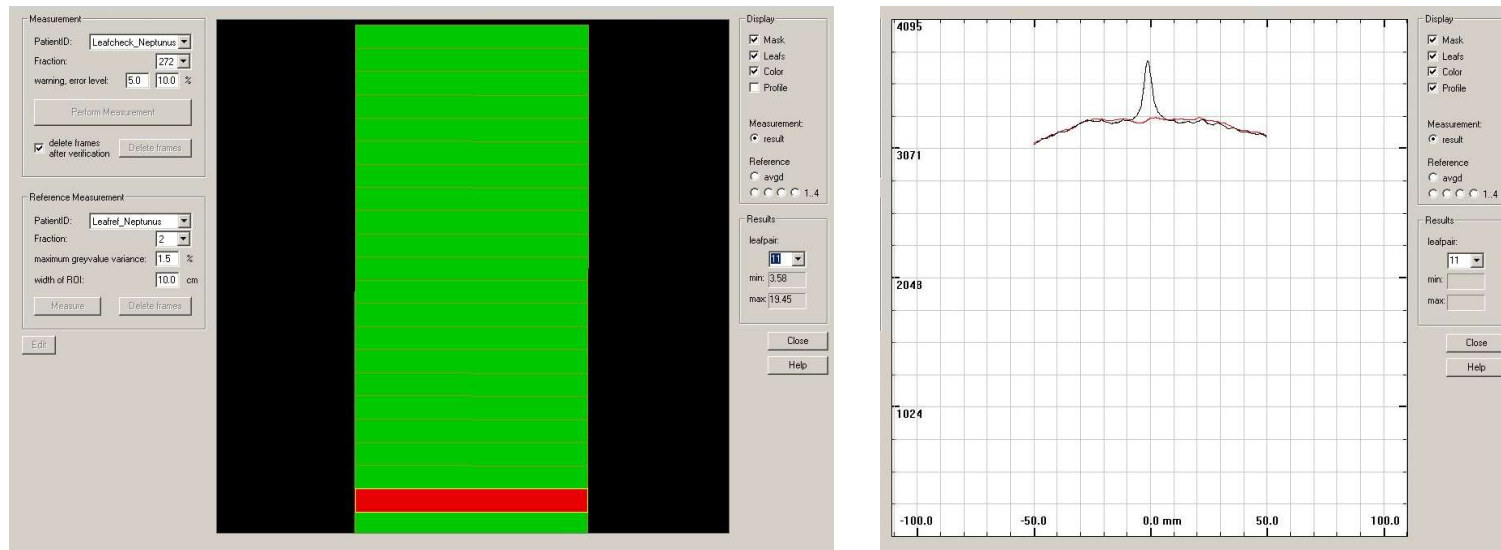 Measurement
PatientID: Leafcheck_Neptunus
Fraction: 272
warning, error level: 5.0 10.0 %
Perform Measurement
delete frames
after verification
Delete frames
Reference Measurement
PatientID: Leafref_Neptunus
Fraction: 2
maximum greyvalue variance: 1.5 %
width of ROI: 10.0 cm
Measure Delete frames
Edit
Display
Mask
Leafs
Color
Profile
Measurement:
result
Reference
avgd
1..4
Results
leafpair:
11
min: 3.58
max: 19.45
Close
Help
4095
3071
2048
1024
-100.0 -50.0 0.0 mm 50.0 100.0
Display
Mask
Leafs
Color
Profile
Measurement:
result
Reference
avgd
1..4
Results
leafpair:
11
min:
max:
Close
Help